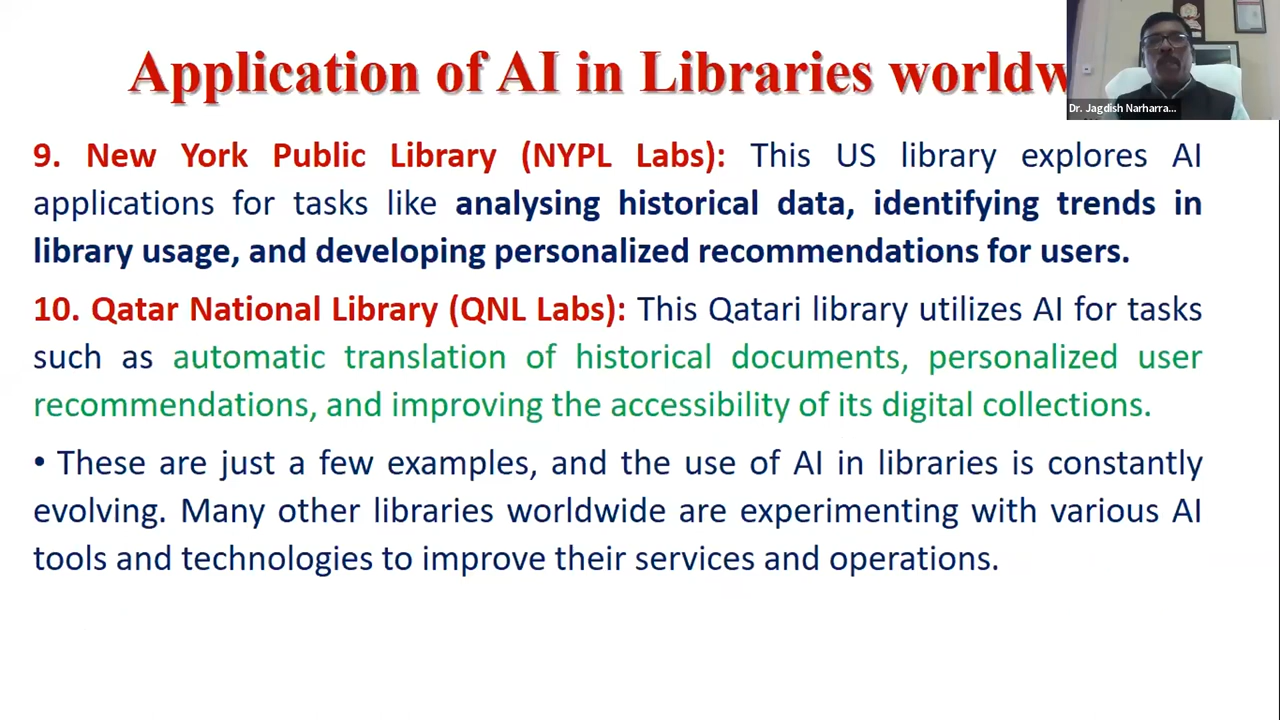 Application of AI in Libraries worldw
Dr. Jagdish Narharra...
9. New York Public Library (NYPL Labs): This US library explores AI
applications for tasks like analysing historical data, identifying trends in
library usage, and developing personalized recommendations for users.
10. Qatar National Library (QNL Labs): This Qatari library utilizes AI for tasks
such as automatic translation of historical documents, personalized user
recommendations, and improving the accessibility of its digital collections.
• These are just a few examples, and the use of AI in libraries is constantly
evolving. Many other libraries worldwide are experimenting with various AI
tools and technologies to improve their services and operations.